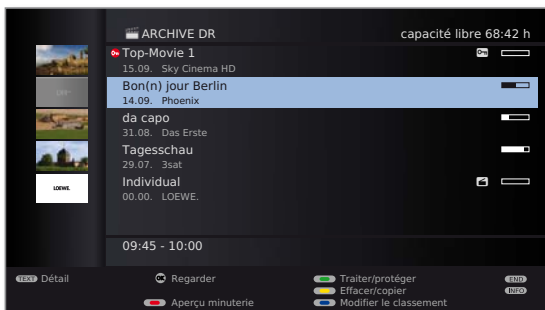 ARCHIVE DR capacité libre 68:42 h
Top-Movie 1
15.09. Sky Cinema HD
Bon(n) jour Berlin
14.09. Phoenix
da capo
31.08. Das Erste
Tagesschau
29.07. 3sat
Individual
00.00. LOEWE.
LOEWE.
09:45 - 10:00
TEXT Détail OK Regarder Traiter/protéger END
Effacer/copier INFO
Aperçu minuterie Modifier le classement